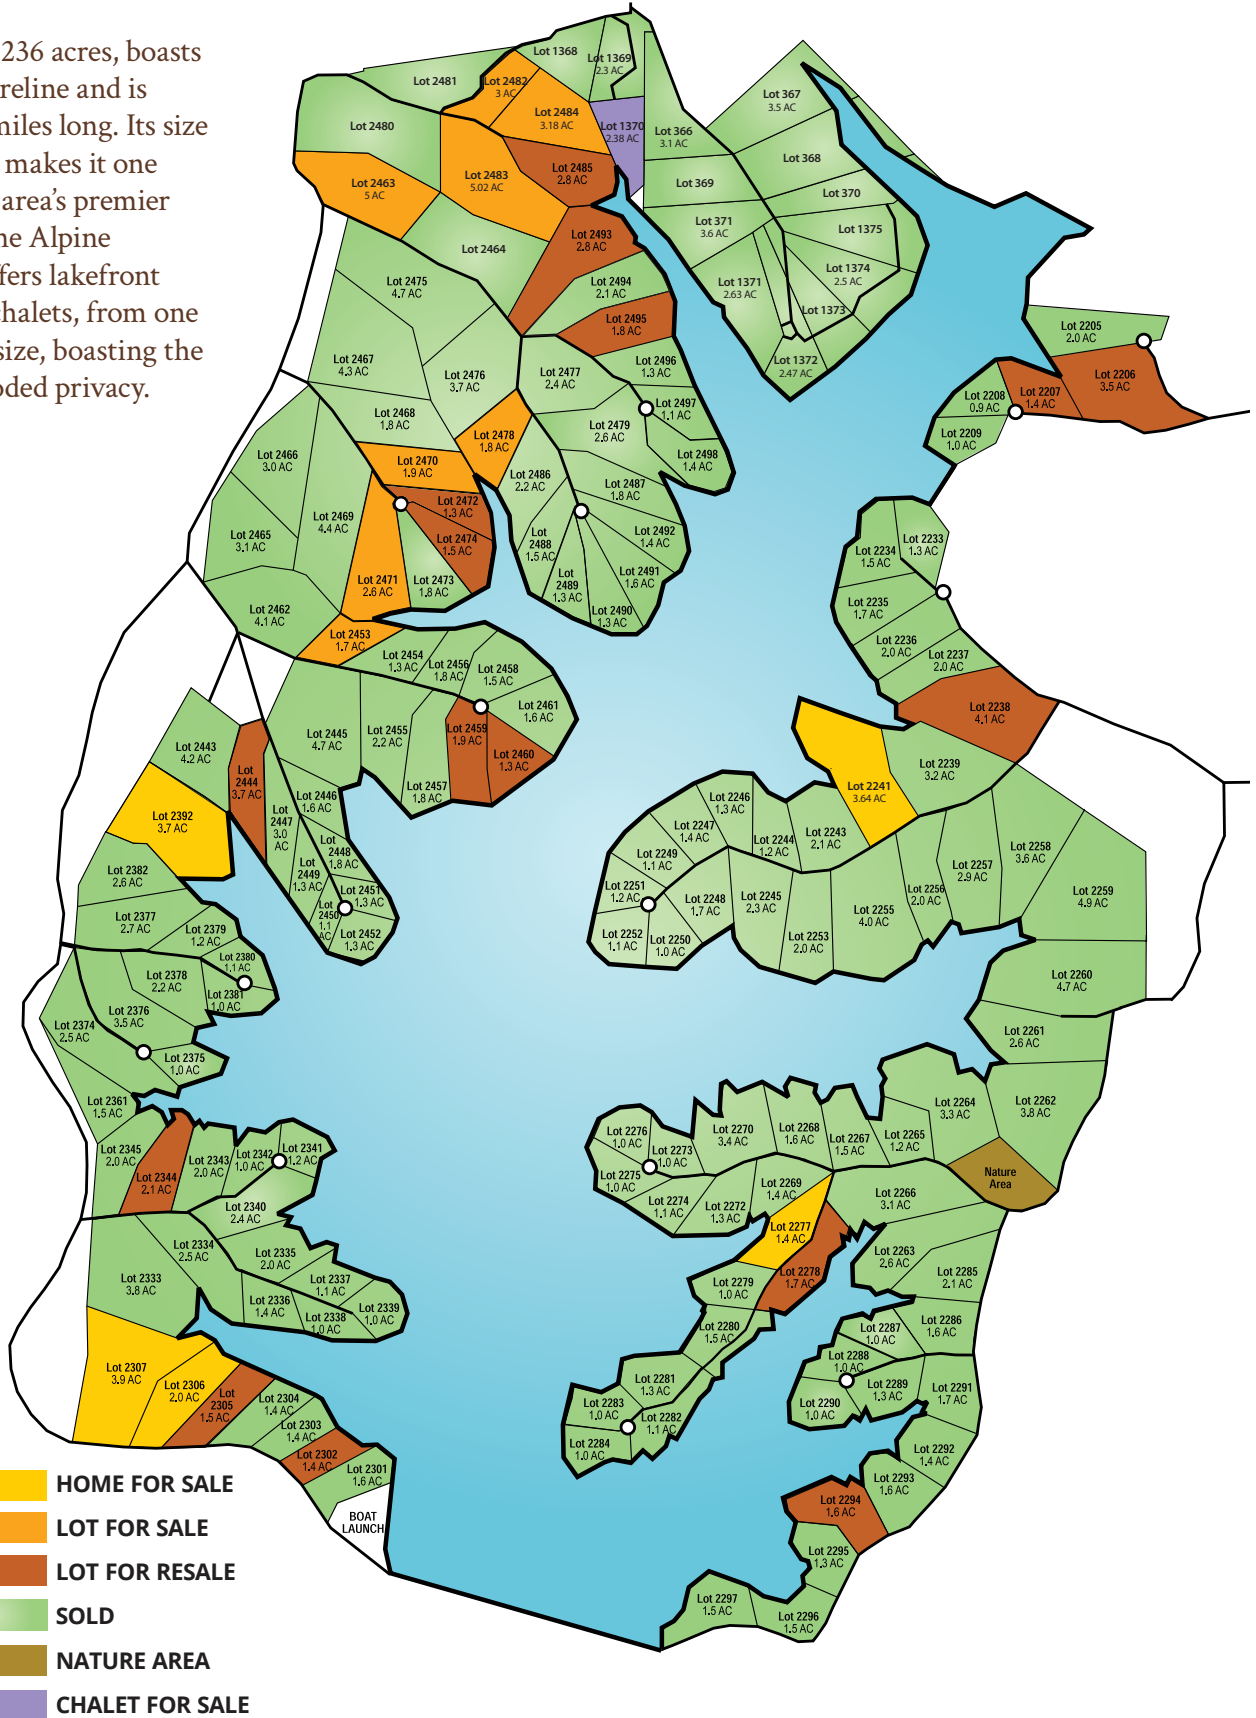 236 acres, boasts
reline and is
miles long. Its size
makes it one
area's premier
ne Alpine
ffers lakefront
chalets, from one
size, boasting the
oded privacy.
Lot 1368
Lot 1369
2.3 AC
Lot 2481
Lot 2482
3 AC
Lot 2484
3.18 AC
Lot 1370
2.38 AC
Lot 2480
Lot 366
3.1 AC
Lot 367
3.5 AC
Lot 368
Lot 369
Lot 370
Lot 371
3.6 AC
Lot 1375
Lot 1374
2.5 AC
Lot 1371
2.63 AC
Lot 1373
Lot 1372
2.47 AC
Lot 2463
5 AC
Lot 2483
5.02 AC
Lot 2485
2.8 AC
Lot 2464
Lot 2493
2.8 AC
Lot 2475
4.7 AC
Lot 2494
2.1 AC
Lot 2495
1.8 AC
Lot 2467
4.3 AC
Lot 2476
3.7 AC
Lot 2477
2.4 AC
Lot 2496
1.3 AC
Lot 2497
1.1 AC
Lot 2468
1.8 AC
Lot 2478
1.8 AC
Lot 2479
2.6 AC
Lot 2498
1.4 AC
Lot 2205
2.0 AC
Lot 2206
3.5 AC
Lot 2207
1.4 AC
Lot 2208
0.9 AC
Lot 2209
1.0 AC
Lot 2466
3.0 AC
Lot 2470
1.9 AC
Lot 2486
2.2 AC
Lot 2487
1.8 AC
Lot 2472
1.3 AC
Lot 2469
4.4 AC
Lot 2465
3.1 AC
Lot 2474
1.5 AC
Lot
2488
1.5 AC
Lot 2492
1.4 AC
Lot 2471
2.6 AC
Lot 2473
1.8 AC
Lot
2489
1.3 AC
Lot 2491
1.6 AC
Lot 2490
1.3 AC
Lot 2462
4.1 AC
Lot 2453
1.7 AC
Lot 2454
1.3 AC
Lot 2456
1.8 AC
Lot 2458
1.5 AC
Lot 2461
1.6 AC
Lot 2233
1.3 AC
Lot 2234
1.5 AC
Lot 2235
1.7 AC
Lot 2236
2.0 AC
Lot 2237
2.0 AC
Lot 2238
4.1 AC
Lot 2445
4.7 AC
Lot 2455
2.2 AC
Lot 2459
1.9 AC
Lot 2460
1.3 AC
Lot 2457
1.8 AC
Lot 2443
4.2 AC
Lot
2444
3.7 AC
Lot 2446
1.6 AC
Lot
2447
3.0
AC
Lot 2392
3.7 AC
Lot 2448
1.8 AC
Lot
2449
1.3 AC
Lot 2451
1.3 AC
Lot
2450
1.1
AC
Lot 2452
1.3 AC
Lot 2239
3.2 AC
Lot 2241
3.64 AC
Lot 2246
1.3 AC
Lot 2247
1.4 AC
Lot 2244
1.2 AC
Lot 2243
2.1 AC
Lot 2249
1.1 AC
Lot 2251
1.2 AC
Lot 2248
1.7 AC
Lot 2245
2.3 AC
Lot 2252
1.1 AC
Lot 2250
1.0 AC
Lot 2253
2.0 AC
Lot 2255
4.0 AC
Lot 2256
2.0 AC
Lot 2257
2.9 AC
Lot 2258
3.6 AC
Lot 2259
4.9 AC
Lot 2260
4.7 AC
Lot 2261
2.6 AC
Lot 2262
3.8 AC
Lot 2382
2.6 AC
Lot 2377
2.7 AC
Lot 2379
1.2 AC
Lot 2380
1.1 AC
Lot 2378
2.2 AC
Lot 2381
1.0 AC
Lot 2376
3.5 AC
Lot 2374
2.5 AC
Lot 2375
1.0 AC
Lot 2361
1.5 AC
Lot 2345
2.0 AC
Lot 2344
2.1 AC
Lot 2343
2.0 AC
Lot 2342
1.0 AC
Lot 2341
1.2 AC
Lot 2340
2.4 AC
Lot 2276
1.0 AC
Lot 2273
1.0 AC
Lot 2270
3.4 AC
Lot 2268
1.6 AC
Lot 2267
1.5 AC
Lot 2265
1.2 AC
Lot 2264
3.3 AC
Nature
Area
Lot 2275
1.0 AC
Lot 2274
1.1 AC
Lot 2272
1.3 AC
Lot 2269
1.4 AC
Lot 2266
3.1 AC
Lot 2277
1.4 AC
Lot 2278
1.7 AC
Lot 2279
1.0 AC
Lot 2280
1.5 AC
Lot 2263
2.6 AC
Lot 2285
2.1 AC
Lot 2286
1.6 AC
Lot 2287
1.0 AC
Lot 2288
1.0 AC
Lot 2289
1.3 AC
Lot 2290
1.0 AC
Lot 2291
1.7 AC
Lot 2334
2.5 AC
Lot 2335
2.0 AC
Lot 2333
3.8 AC
Lot 2336
1.4 AC
Lot 2337
1.1 AC
Lot 2338
1.0 AC
Lot 2339
1.0 AC
Lot 2281
1.3 AC
Lot 2283
1.0 AC
Lot 2282
1.1 AC
Lot 2284
1.0 AC
Lot 2307
3.9 AC
Lot 2306
2.0 AC
Lot
2305
1.5 AC
Lot 2304
1.4 AC
Lot 2303
1.4 AC
Lot 2302
1.4 AC
Lot 2301
1.6 AC
BOAT
LAUNCH
Lot 2292
1.4 AC
Lot 2293
1.6 AC
Lot 2294
1.6 AC
Lot 2295
1.3 AC
Lot 2297
1.5 AC
Lot 2296
1.5 AC
HOME FOR SALE
LOT FOR SALE
LOT FOR RESALE
SOLD
NATURE AREA
CHALET FOR SALE